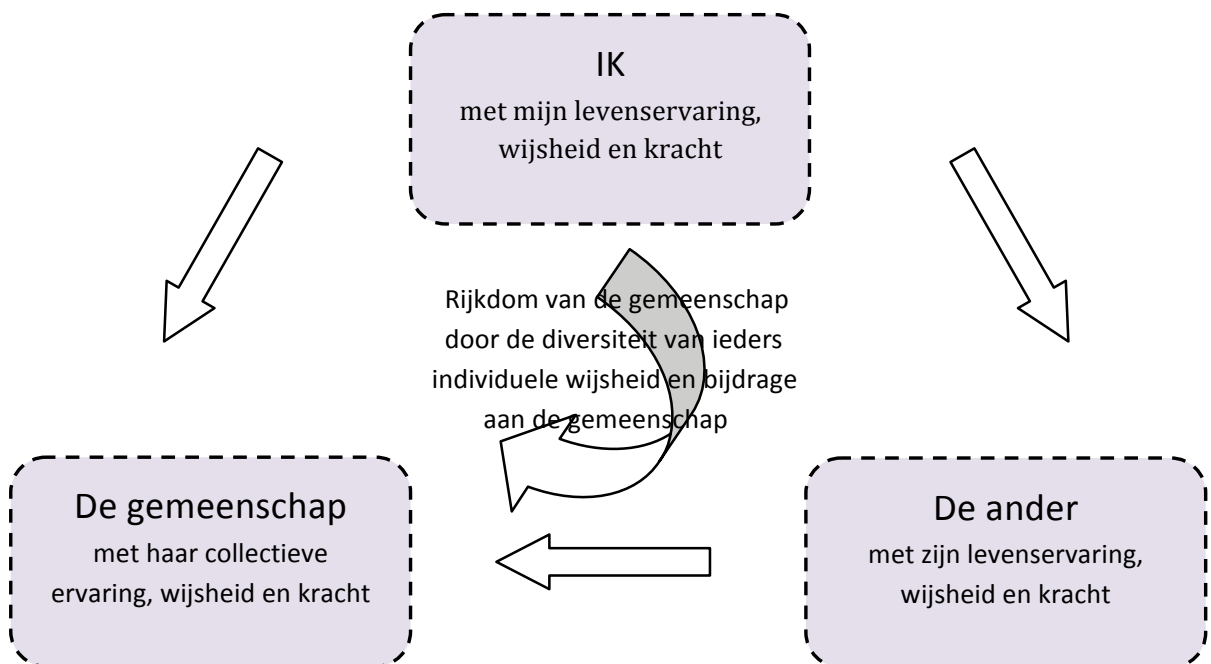 IK
met mijn levenservaring,
wijsheid en kracht
Rijkdom van de gemeenschap
door de diversiteit van ieders
individuele wijsheid en bijdrage
aan de gemeenschap
De gemeenschap
met haar collectieve
ervaring, wijsheid en kracht
De ander
met zijn levenservaring,
wijsheid en kracht